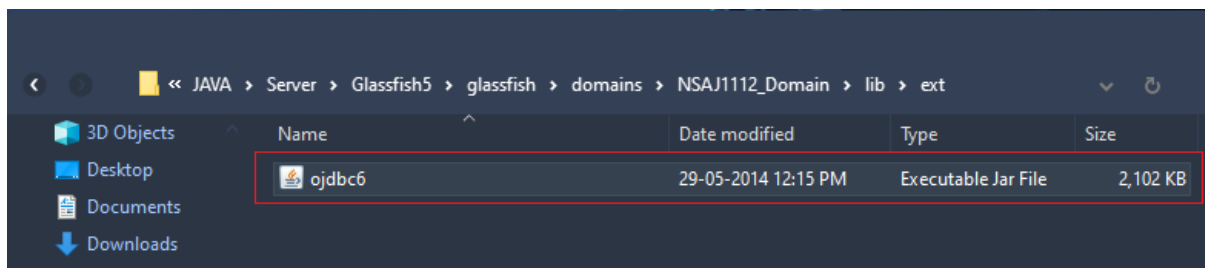 « JAVA > Server > Glassfish5 > glassfish > domains > NSAJ1112_Domain > lib > ext
3D Objects Name Date modified Type Size
Desktop ojdbc6 29-05-2014 12:15 PM Executable Jar File 2,102 KB
Documents
Downloads